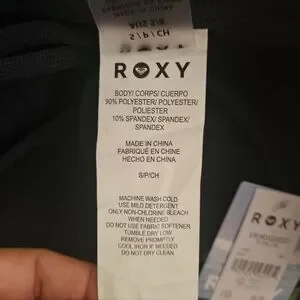 S / P / CH
ROXY
BODY/ CORPS/ CUERPO
90% POLYESTER/ POLYESTER/
POLIESTER
10% SPANDEX/ SPANDEX/
SPANDEX
MADE IN CHINA
FABRIQUÉ EN CHINE
HECHO EN CHINA
S/P/CH
MACHINE WASH COLD
USE MILD DETERGENT
ONLY NON-CHLORINE BLEACH
WHEN NEEDED
DO NOT USE FABRIC SOFTENER
TUMBLE DRY LOW
REMOVE PROMPTLY
COOL IRON IF NEEDED
DO NOT DRY CLEAN
ROXY